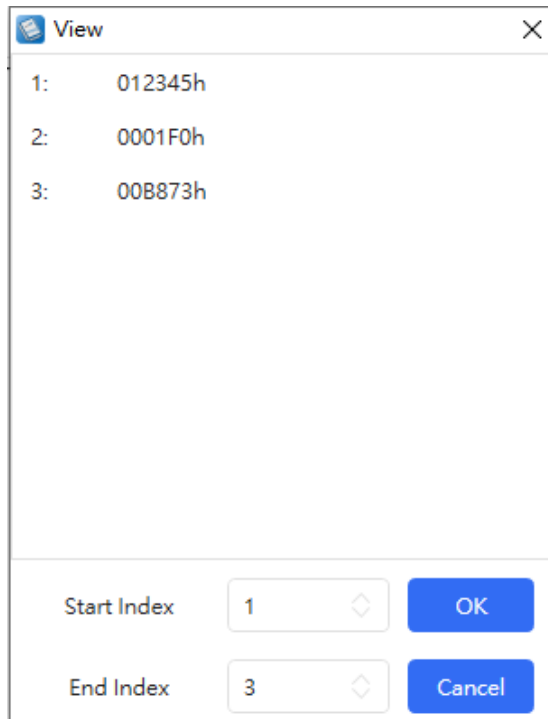 View
1: 012345h
2: 0001F0h
3: 00B873h
Start Index 1 OK
End Index 3 Cancel